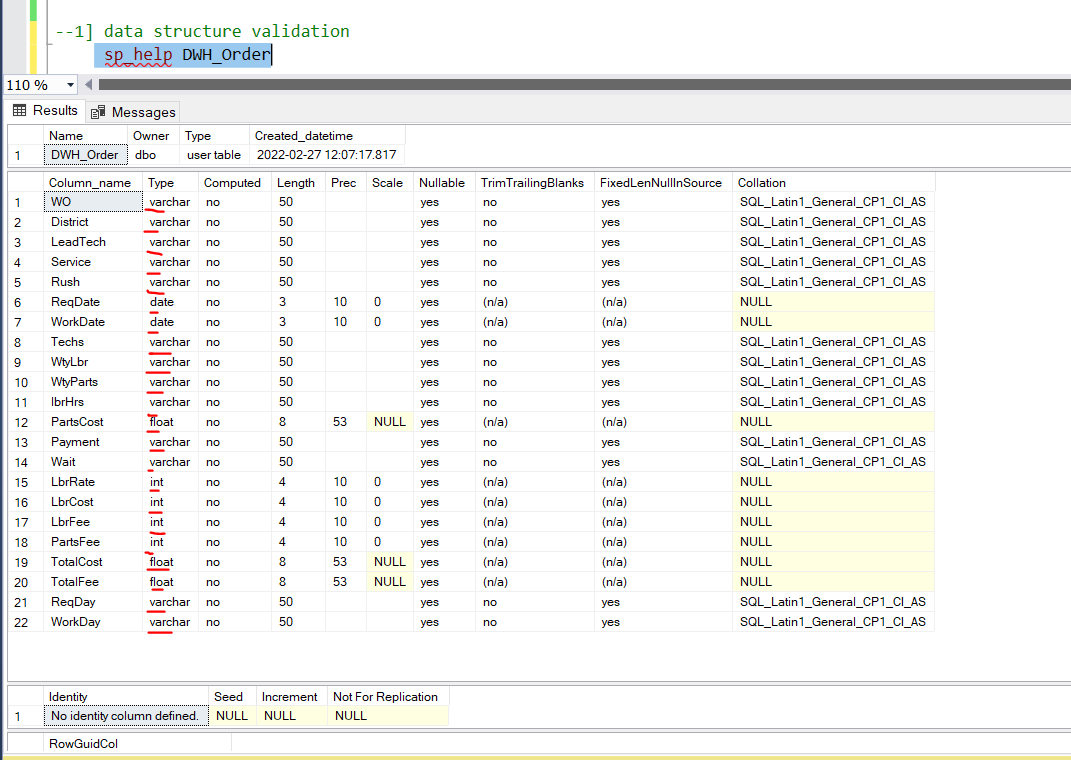 --1] data structure validation
sp_help DWH_Order
110 %
Results Messages
Name Owner Type Created_datetime
1 DWH_Order dbo user table 2022-02-27 12:07:17.817
Column_name Type Computed Length Prec Scale Nullable TrimTrailingBlanks FixedLenNullInSource Collation
1 WO varchar no 50 yes no yes SQL_Latin1_General_CP1_CI_AS
2 District varchar no 50 yes no yes SQL_Latin1_General_CP1_CI_AS
3 LeadTech varchar no 50 yes no yes SQL_Latin1_General_CP1_CI_AS
4 Service varchar no 50 yes no yes SQL_Latin1_General_CP1_CI_AS
5 Rush varchar no 50 yes no yes SQL_Latin1_General_CP1_CI_AS
6 ReqDate date no 3 10 0 yes (n/a) (n/a) NULL
7 WorkDate date no 3 10 0 yes (n/a) (n/a) NULL
8 Techs varchar no 50 yes no yes SQL_Latin1_General_CP1_CI_AS
9 WtyLbr varchar no 50 yes no yes SQL_Latin1_General_CP1_CI_AS
10 WtyParts varchar no 50 yes no yes SQL_Latin1_General_CP1_CI_AS
11 lbrHrs varchar no 50 yes no yes SQL_Latin1_General_CP1_CI_AS
12 PartsCost float no 8 53 NULL yes (n/a) (n/a) NULL
13 Payment varchar no 50 yes no yes SQL_Latin1_General_CP1_CI_AS
14 Wait varchar no 50 yes no yes SQL_Latin1_General_CP1_CI_AS
15 LbrRate int no 4 10 0 yes (n/a) (n/a) NULL
16 LbrCost int no 4 10 0 yes (n/a) (n/a) NULL
17 LbrFee int no 4 10 0 yes (n/a) (n/a) NULL
18 PartsFee int no 4 10 0 yes (n/a) (n/a) NULL
19 TotalCost float no 8 53 NULL yes (n/a) (n/a) NULL
20 TotalFee float no 8 53 NULL yes (n/a) (n/a) NULL
21 ReqDay varchar no 50 yes no yes SQL_Latin1_General_CP1_CI_AS
22 WorkDay varchar no 50 yes no yes SQL_Latin1_General_CP1_CI_AS
Identity Seed Increment Not For Replication
1 No identity column defined. NULL NULL NULL
RowGuidCol